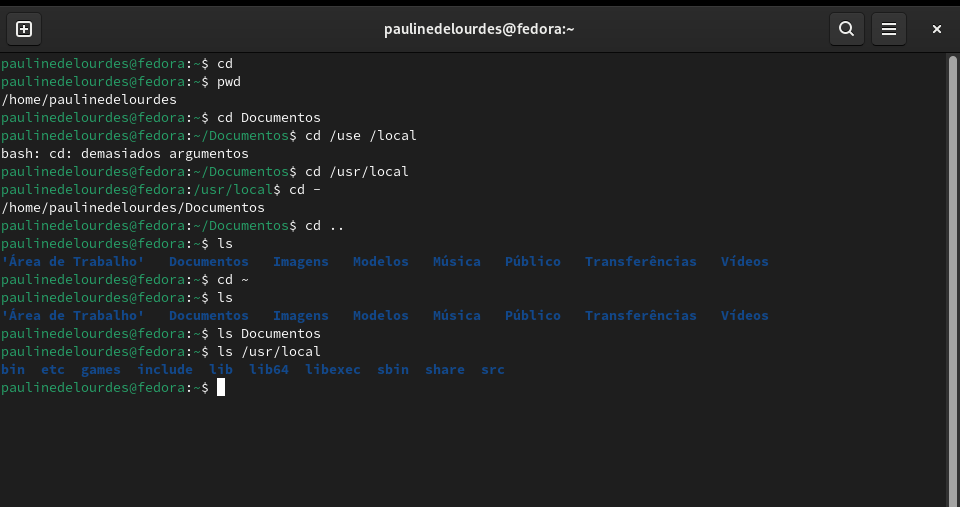 paulinedelourdes@fedora:~
paulinedelourdes@fedora:~$ cd
paulinedelourdes@fedora:~$ pwd
/home/paulinedelourdes
paulinedelourdes@fedora:~$ cd Documentos
paulinedelourdes@fedora:~/Documentos$ cd /use /local
bash: cd: demasiados argumentos
paulinedelourdes@fedora:~/Documentos$ cd /usr/local
paulinedelourdes@fedora:/usr/local$ cd -
/home/paulinedelourdes/Documentos
paulinedelourdes@fedora:~/Documentos$ cd ..
paulinedelourdes@fedora:~$ ls
'Área de Trabalho'   Documentos   Imagens   Modelos   Música   Público   Transferências   Vídeos
paulinedelourdes@fedora:~$ cd ~
paulinedelourdes@fedora:~$ ls
'Área de Trabalho'   Documentos   Imagens   Modelos   Música   Público   Transferências   Vídeos
paulinedelourdes@fedora:~$ ls Documentos
paulinedelourdes@fedora:~$ ls /usr/local
bin  etc  games  include  lib  lib64  libexec  sbin  share  src
paulinedelourdes@fedora:~$